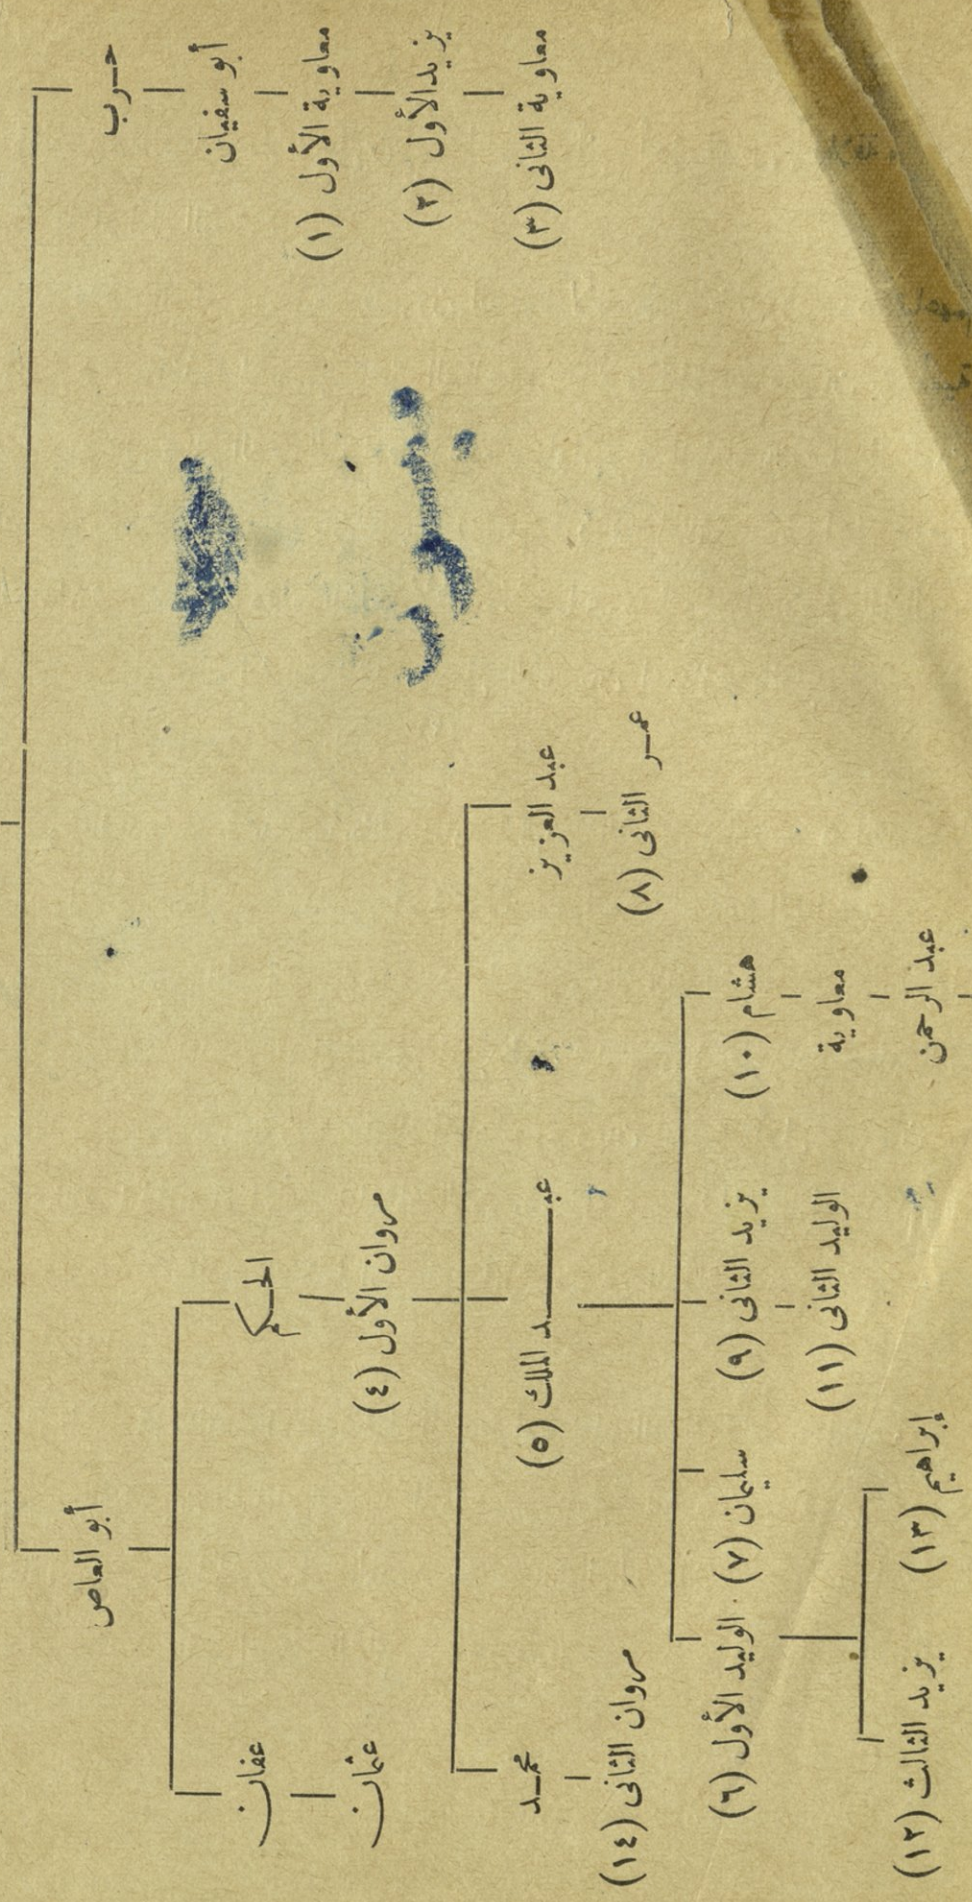 حرب
أبو العاص
أبو سفيان
الحكم
عفان
معاوية الأول (١)
مروان الأول (٤)
عثمان
يزيد الأول (٢)
معاوية الثانى (٣)
عبد العزيز
عبد الملك (٥)
محمد
عمر الثانى (٨)
مروان الثانى (١٤)
هشام (١٠)
يزيد الثانى (٩)
سليمان (٧)
الوليد الأول (٦)
معاوية
الوليد الثانى (١١)
عبد الرحمن
إبراهيم (١٣)
يزيد الثالث (١٢)